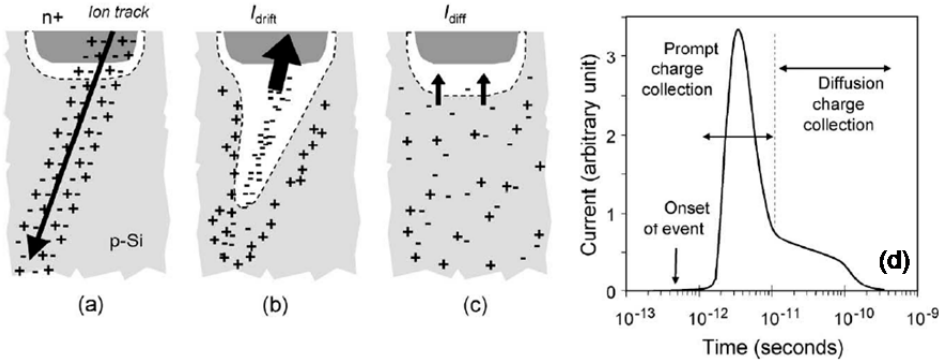 n+
Ion track
p-Si
(a)
I_drift
(b)
I_diff
(c)
Current (arbitrary unit)
3
2
1
0
Prompt
charge
collection
Diffusion
charge
collection
Onset
of event
(d)
10⁻¹³ 10⁻¹² 10⁻¹¹ 10⁻¹⁰ 10⁻⁹
Time (seconds)